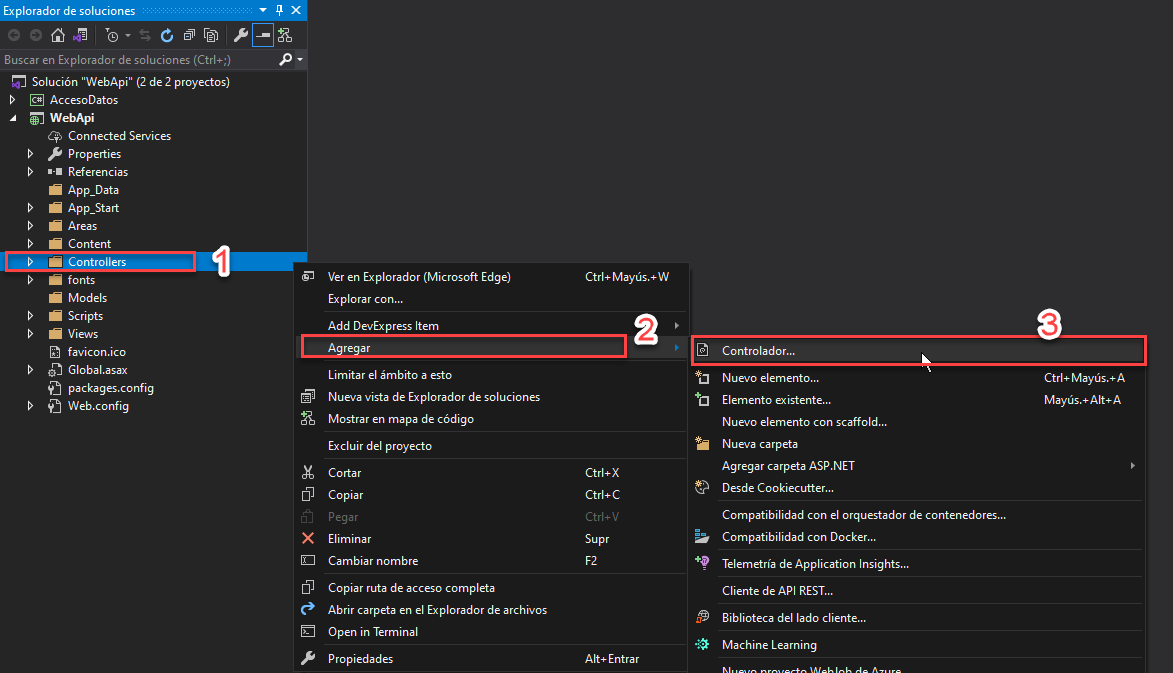 Explorador de soluciones
Buscar en Explorador de soluciones (Ctrl+;)
Solución "WebApi" (2 de 2 proyectos)
C# AccesoDatos
WebApi
Connected Services
Properties
Referencias
App_Data
App_Start
Areas
Content
Controllers
1
fonts
Models
Scripts
Views
favicon.ico
Global.asax
packages.config
Web.config
Ver en Explorador (Microsoft Edge) Ctrl+Mayús.+W
Explorar con...
Add DevExpress Item
Agregar
2
Limitar el ámbito a esto
Nueva vista de Explorador de soluciones
Mostrar en mapa de código
Excluir del proyecto
Cortar Ctrl+X
Copiar Ctrl+C
Pegar Ctrl+V
Eliminar Supr
Cambiar nombre F2
Copiar ruta de acceso completa
Abrir carpeta en el Explorador de archivos
Open in Terminal
Propiedades Alt+Entrar
3
Controlador...
Nuevo elemento... Ctrl+Mayús.+A
Elemento existente... Mayús.+Alt+A
Nuevo elemento con scaffold...
Nueva carpeta
Agregar carpeta ASP.NET
Desde Cookiecutter...
Compatibilidad con el orquestador de contenedores...
Compatibilidad con Docker...
Telemetría de Application Insights...
Cliente de API REST...
Biblioteca del lado cliente...
Machine Learning
Nuevo proyecto WebJob de Azure